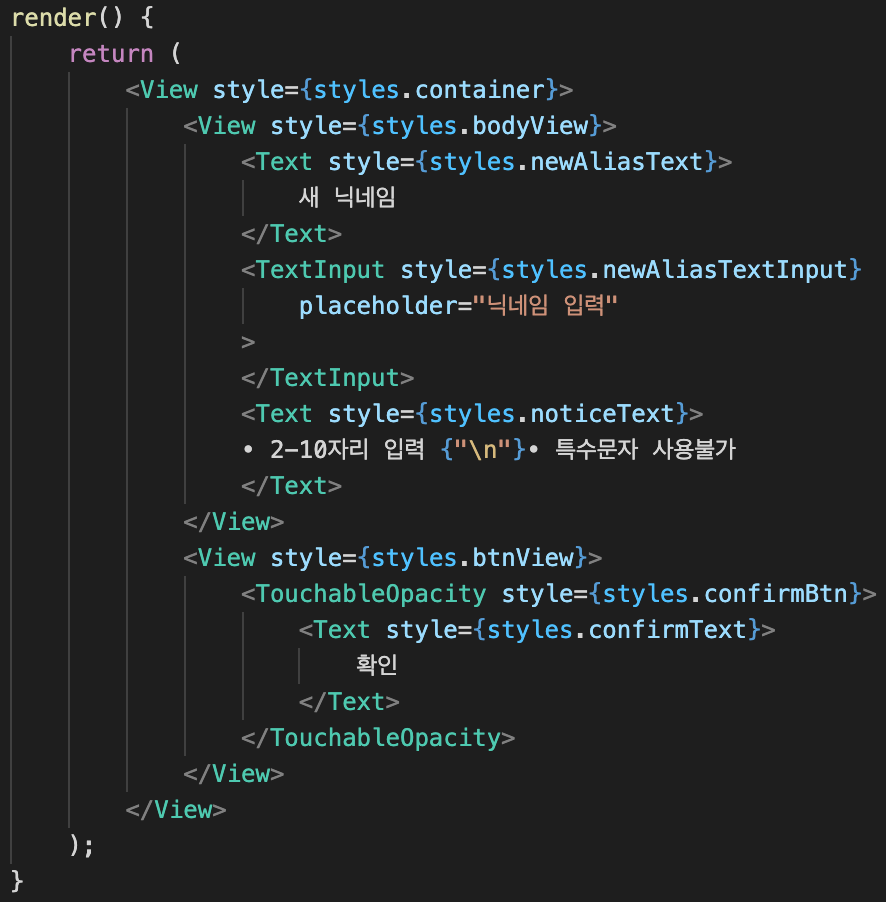 render() {
    return (
        <View style={styles.container}>
            <View style={styles.bodyView}>
                <Text style={styles.newAliasText}>
                    새 닉네임
                </Text>
                <TextInput style={styles.newAliasTextInput}
                    placeholder="닉네임 입력"
                >
                </TextInput>
                <Text style={styles.noticeText}>
                • 2-10자리 입력 {"\n"}• 특수문자 사용불가
                </Text>
            </View>
            <View style={styles.btnView}>
                <TouchableOpacity style={styles.confirmBtn}>
                    <Text style={styles.confirmText}>
                        확인
                    </Text>
                </TouchableOpacity>
            </View>
        </View>
    );
}